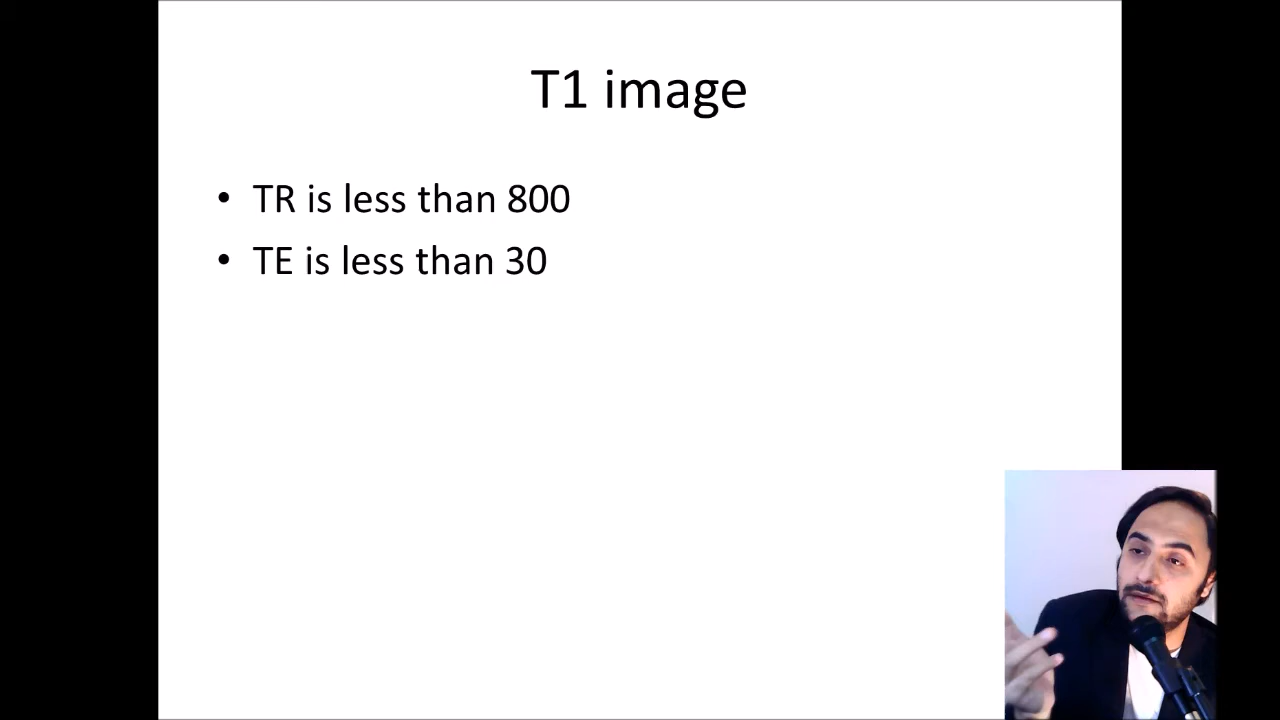 T1 image
• TR is less than 800
• TE is less than 30